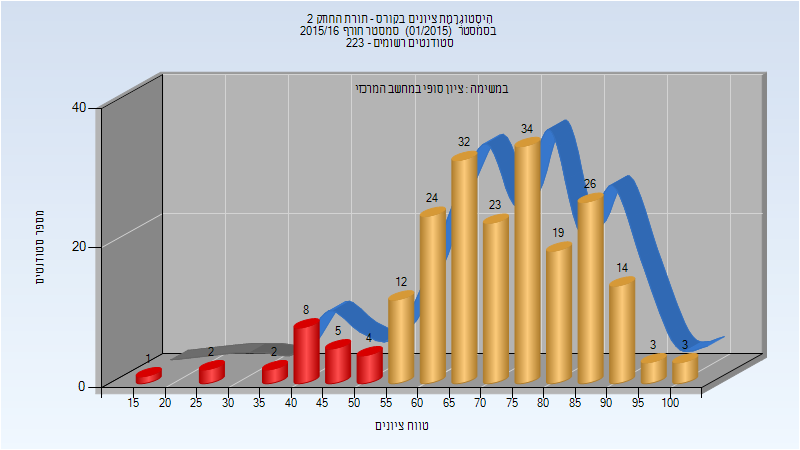 היסטוגרמת ציונים בקורס - תורת החוזק 2
בסמסטר (01/2015) סמסטר חורף 2015/16
סטודנטים רשומים - 223
במשימה : ציון סופי במחשב המרכזי
מספר סטודנטים
40
20
0
1
2
2
8
5
4
12
24
32
23
34
19
26
14
3
3
15 20 25 30 35 40 45 50 55 60 65 70 75 80 85 90 95 100
טווח ציונים